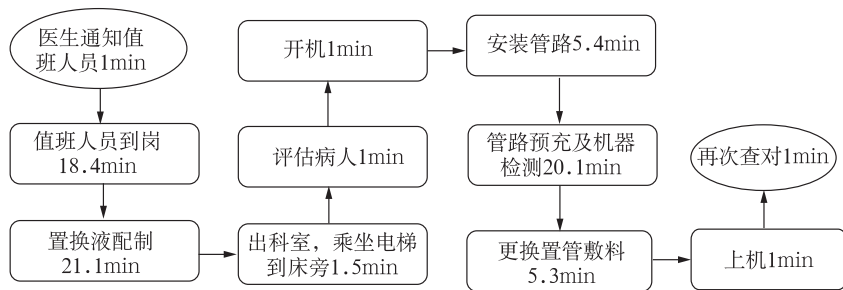 医生通知值
班人员1min
值班人员到岗
18.4min
置换液配制
21.1min
出科室，乘坐电梯
到床旁1.5min
评估病人1min
开机1min
安装管路5.4min
管路预充及机器
检测20.1min
更换置管敷料
5.3min
上机1min
再次查对1min